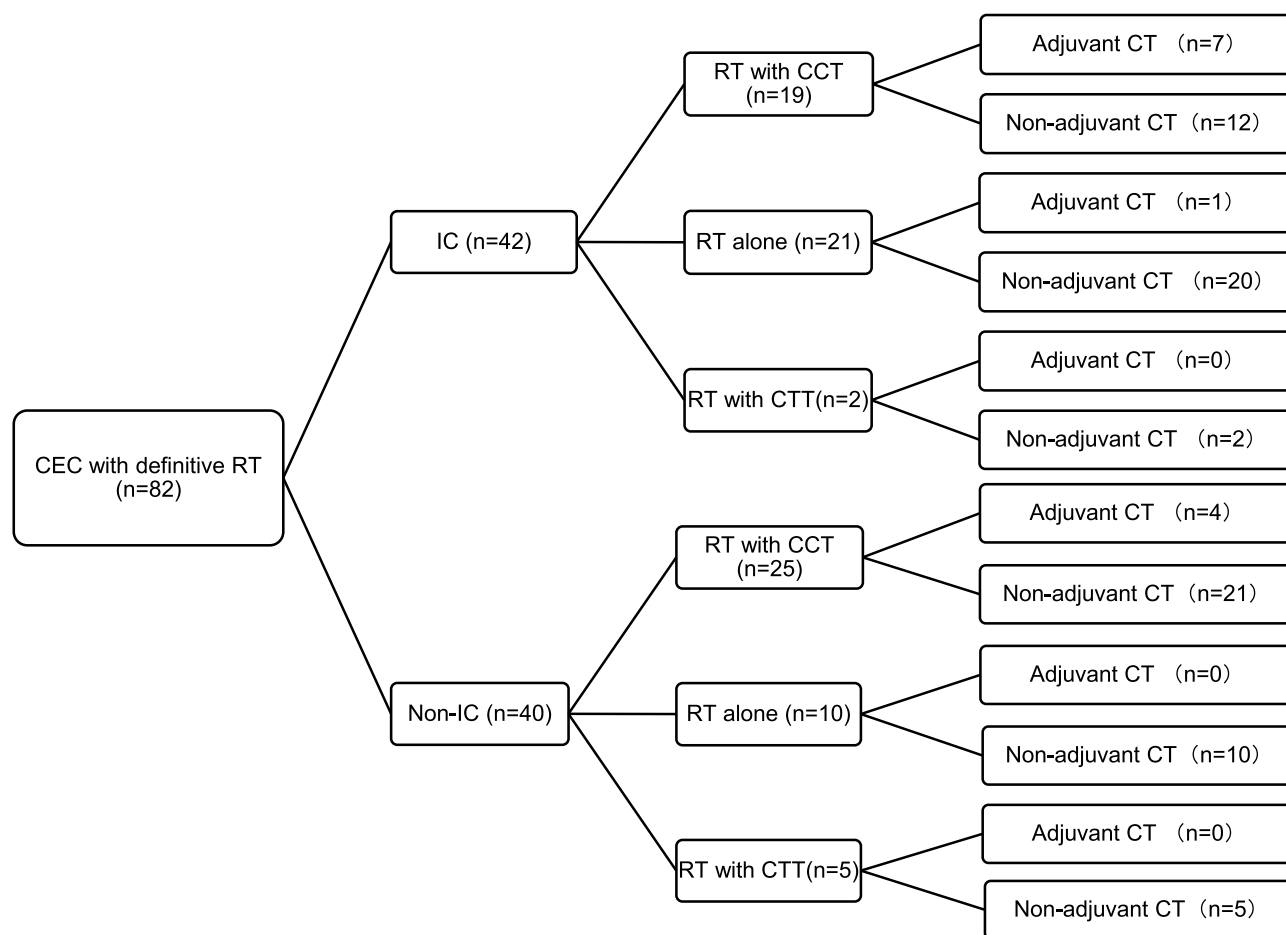 CEC with definitive RT
(n=82)
IC (n=42)
RT with CCT
(n=19)
Adjuvant CT （n=7）
Non-adjuvant CT（n=12）
RT alone (n=21)
Adjuvant CT （n=1）
Non-adjuvant CT （n=20）
RT with CTT(n=2)
Adjuvant CT （n=0）
Non-adjuvant CT （n=2）
Non-IC (n=40)
RT with CCT
(n=25)
Adjuvant CT （n=4）
Non-adjuvant CT（n=21）
RT alone (n=10)
Adjuvant CT （n=0）
Non-adjuvant CT（n=10）
RT with CTT(n=5)
Adjuvant CT （n=0）
Non-adjuvant CT（n=5）